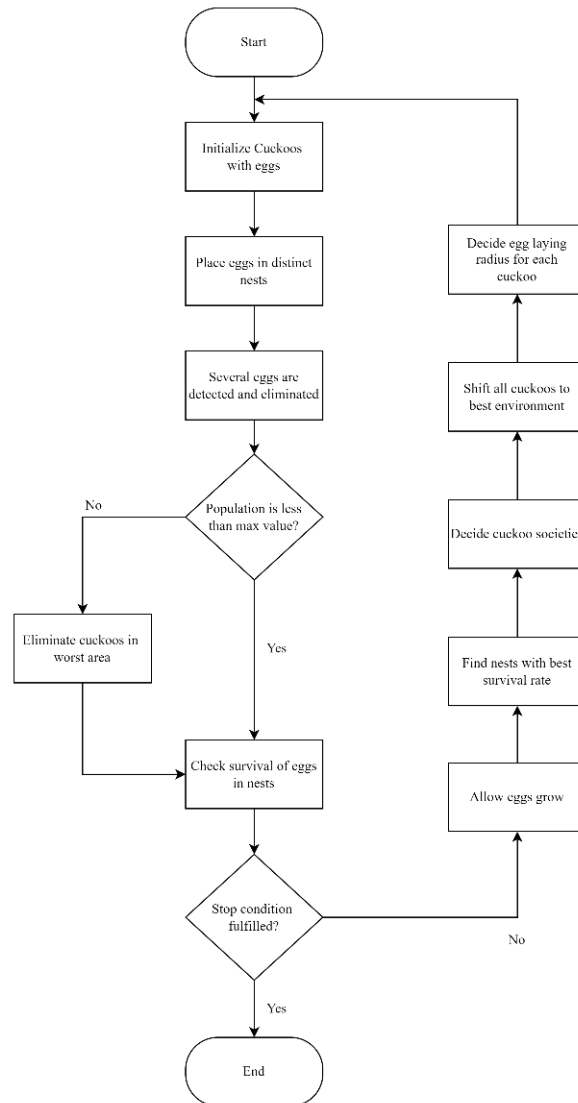 Start
Initialize Cuckoos
with eggs
Place eggs in distinct
nests
Several eggs are
detected and eliminated
Population is less
than max value?
No
Eliminate cuckoos in
worst area
Yes
Check survival of eggs
in nests
Stop condition
fulfilled?
No
Yes
End
Allow eggs grow
Find nests with best
survival rate
Decide cuckoo societie
Shift all cuckoos to
best environment
Decide egg laying
radius for each
cuckoo